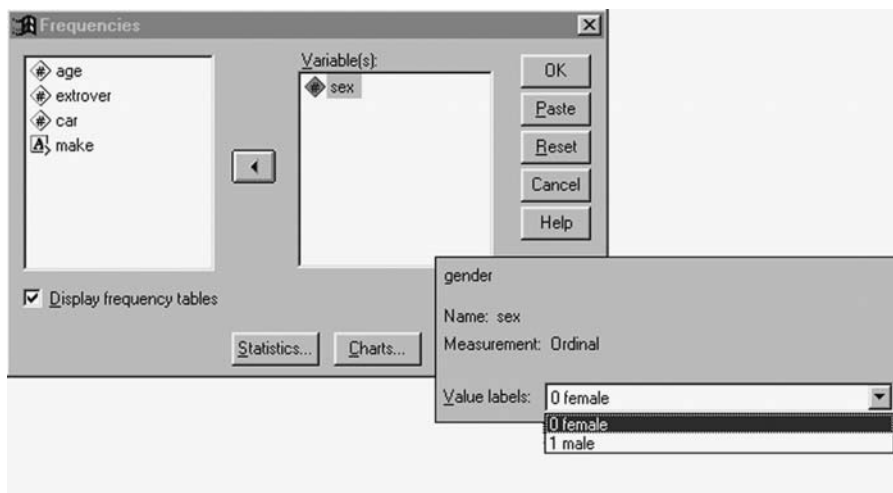 Frequencies
age
extrover
car
make
Variable(s):
sex
OK
Paste
Reset
Cancel
Help
Display frequency tables
Statistics...
Charts...
gender
Name: sex
Measurement: Ordinal
Value labels: 0 female
0 female
1 male